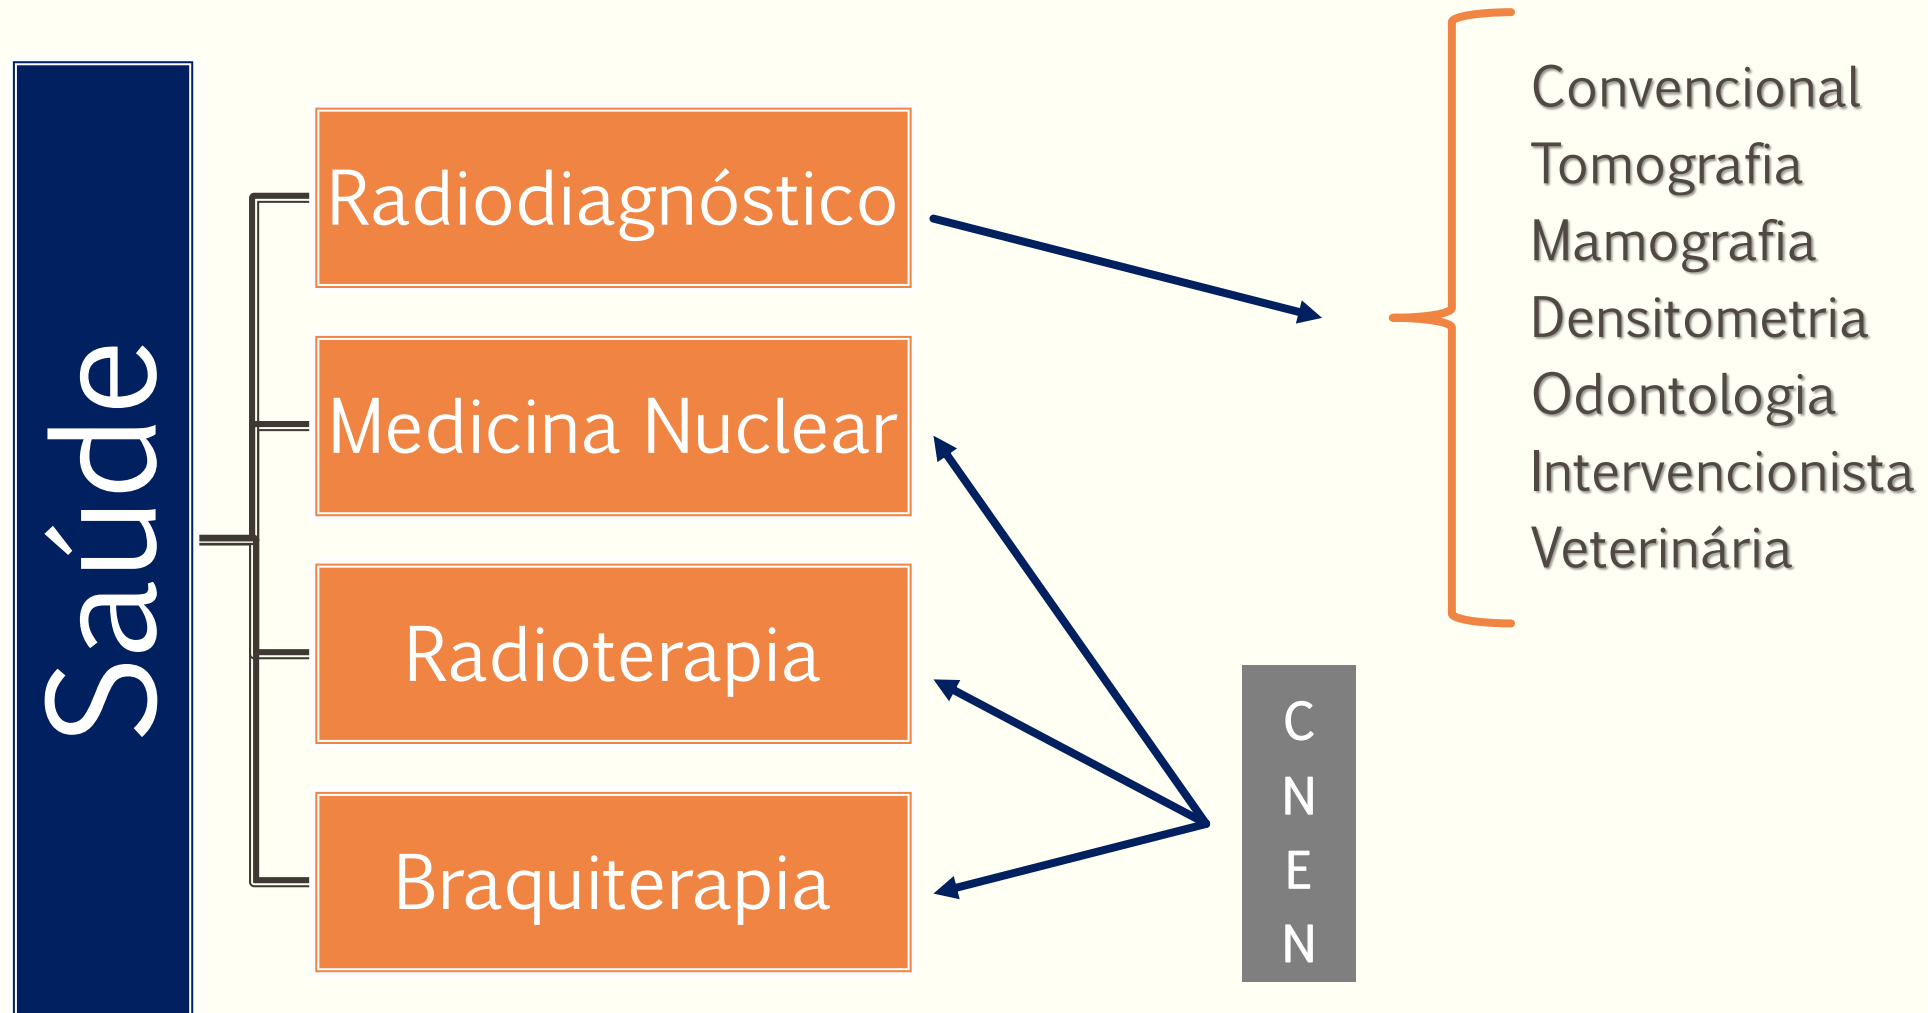 Saúde
Radiodiagnóstico
Medicina Nuclear
Radioterapia
Braquiterapia
Convencional
Tomografia
Mamografia
Densitometria
Odontologia
Intervencionista
Veterinária
C
N
E
N